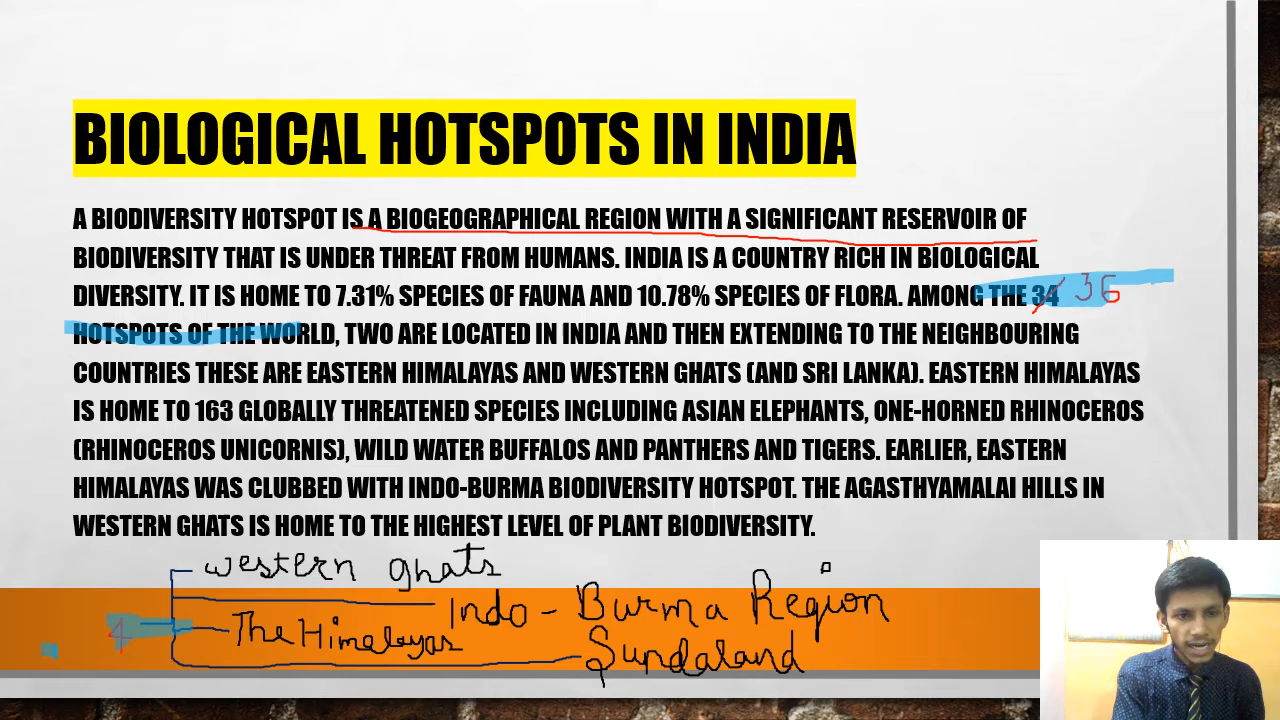 BIOLOGICAL HOTSPOTS IN INDIA
A BIODIVERSITY HOTSPOT IS A BIOGEOGRAPHICAL REGION WITH A SIGNIFICANT RESERVOIR OF
BIODIVERSITY THAT IS UNDER THREAT FROM HUMANS. INDIA IS A COUNTRY RICH IN BIOLOGICAL
DIVERSITY. IT IS HOME TO 7.31% SPECIES OF FAUNA AND 10.78% SPECIES OF FLORA. AMONG THE 34 36
HOTSPOTS OF THE WORLD, TWO ARE LOCATED IN INDIA AND THEN EXTENDING TO THE NEIGHBOURING
COUNTRIES THESE ARE EASTERN HIMALAYAS AND WESTERN GHATS (AND SRI LANKA). EASTERN HIMALAYAS
IS HOME TO 163 GLOBALLY THREATENED SPECIES INCLUDING ASIAN ELEPHANTS, ONE-HORNED RHINOCEROS
(RHINOCEROS UNICORNIS), WILD WATER BUFFALOS AND PANTHERS AND TIGERS. EARLIER, EASTERN
HIMALAYAS WAS CLUBBED WITH INDO-BURMA BIODIVERSITY HOTSPOT. THE AGASTHYAMALAI HILLS IN
WESTERN GHATS IS HOME TO THE HIGHEST LEVEL OF PLANT BIODIVERSITY.
western ghats
Indo - Burma Region
4 The Himalayas
Sundaland